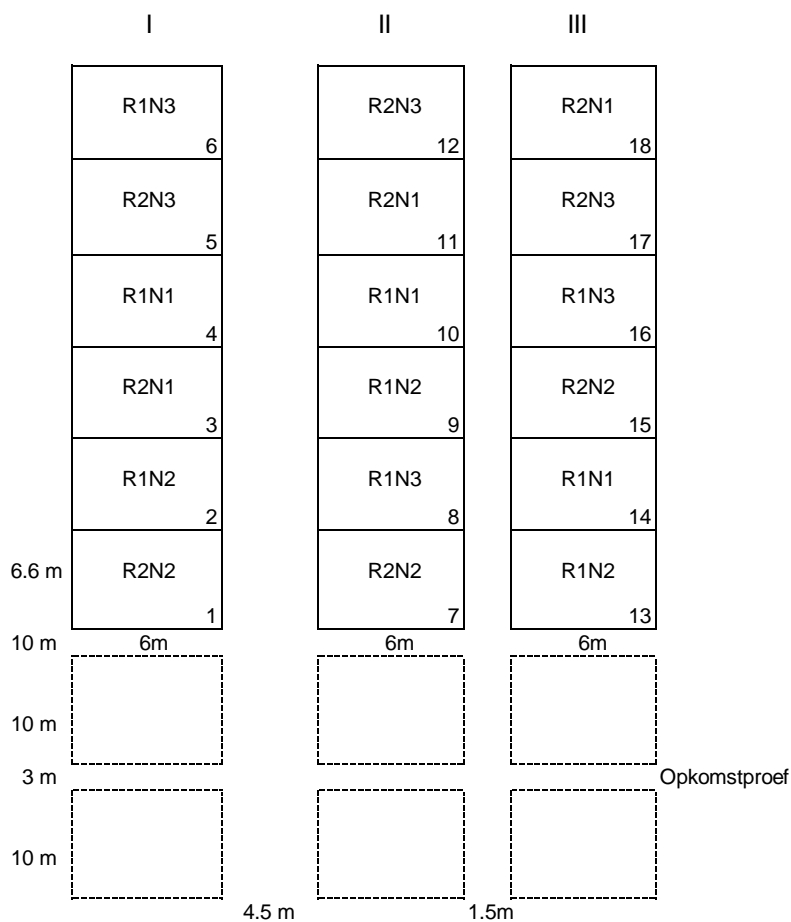 I II III
R1N3 R2N3 R2N1
6 12 18
R2N3 R2N1 R2N3
5 11 17
R1N1 R1N1 R1N3
4 10 16
R2N1 R1N2 R2N2
3 9 15
R1N2 R1N3 R1N1
2 8 14
6.6 m R2N2 R2N2 R1N2
1 7 13
10 m 6m 6m 6m
10 m
3 m Opkomstproef
10 m
4.5 m 1.5m